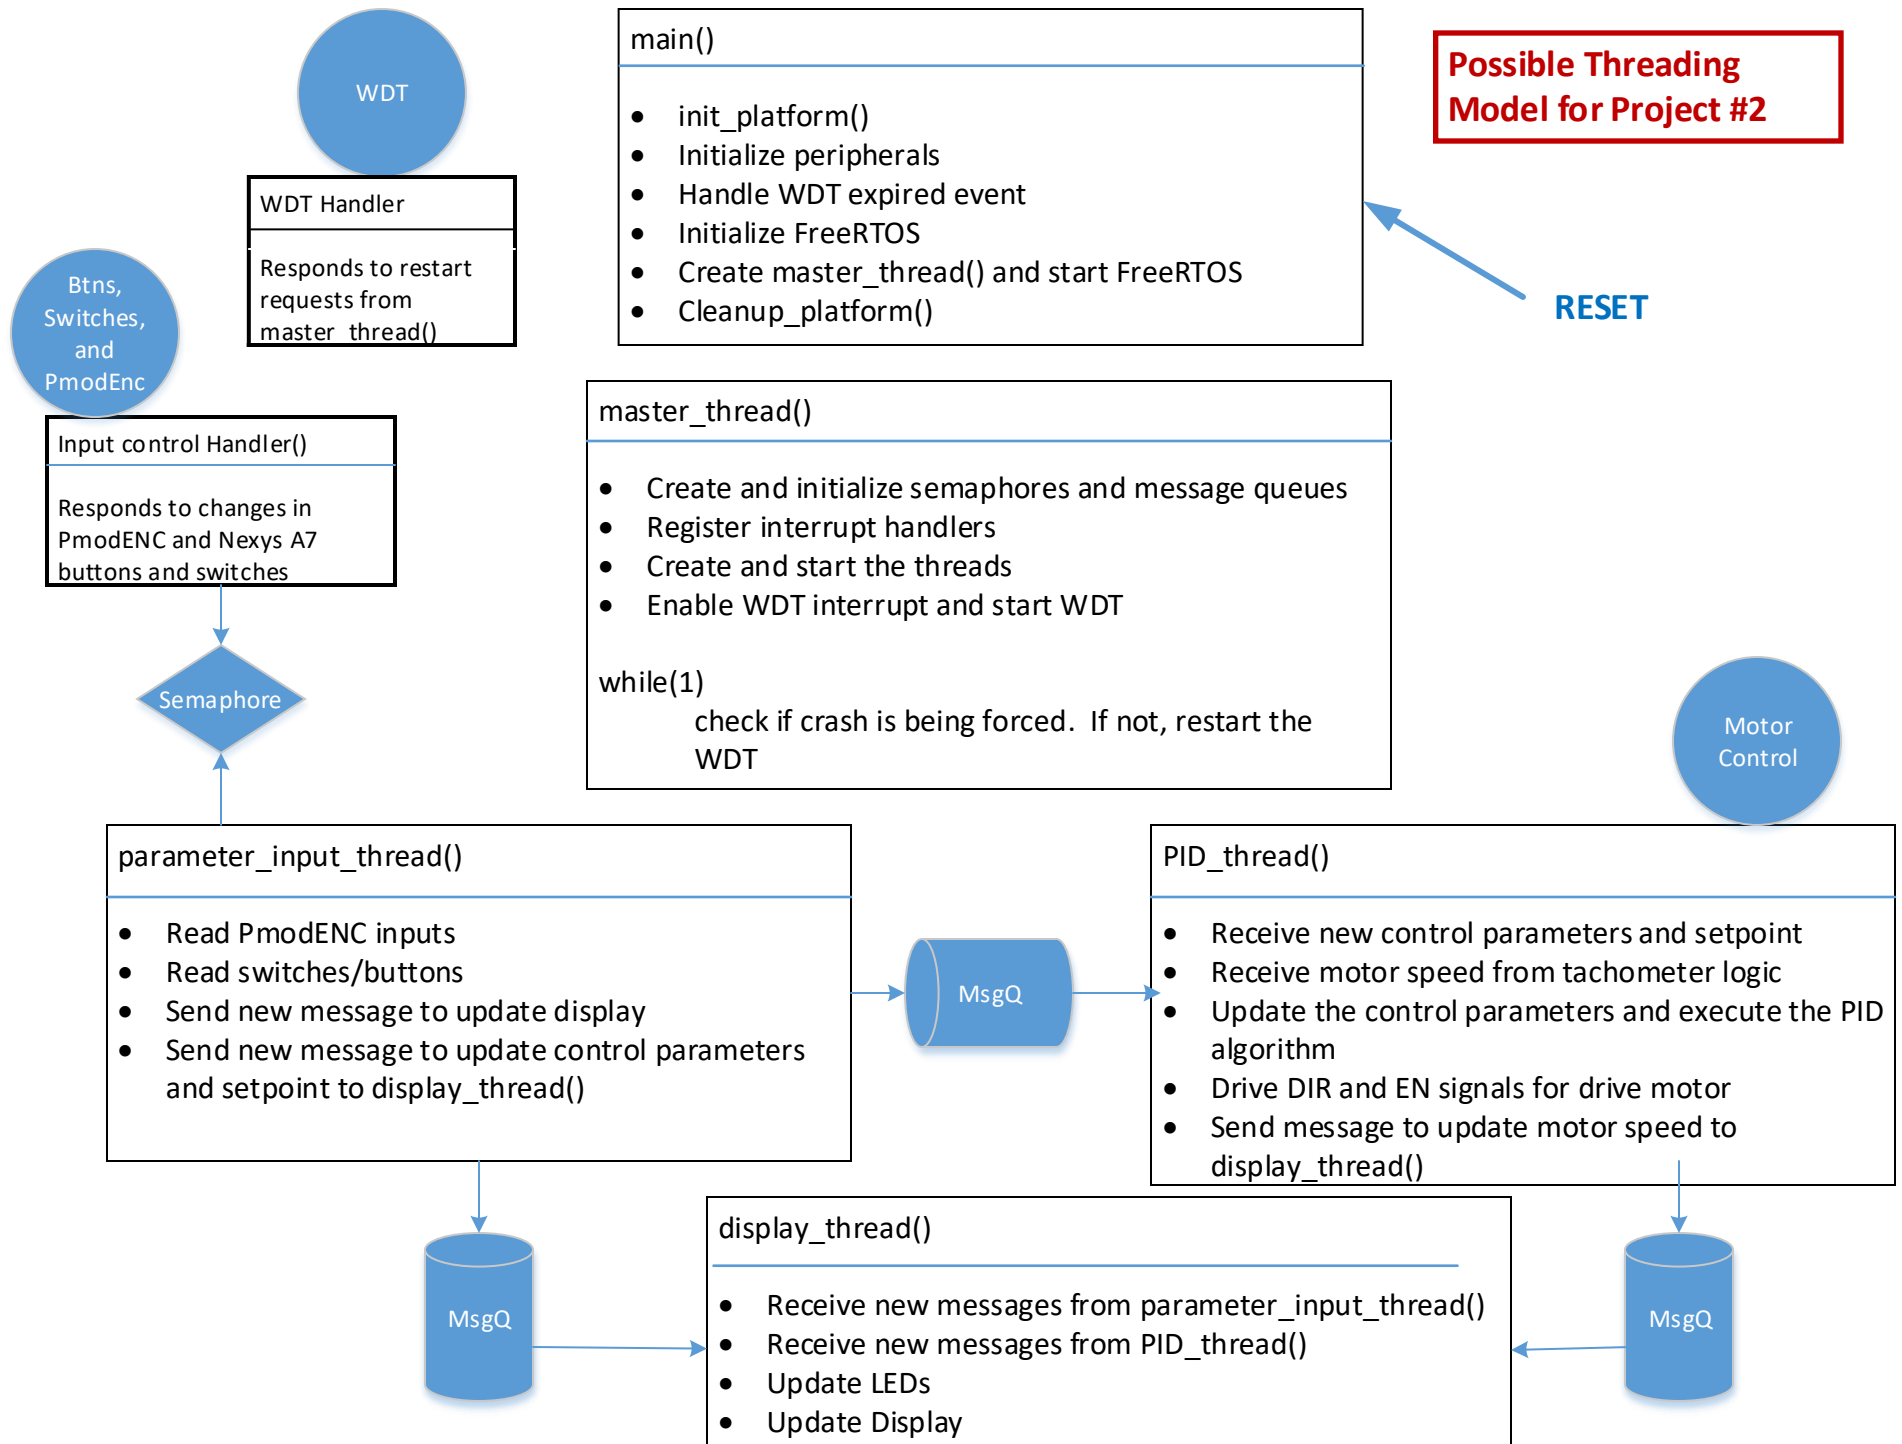 WDT
WDT Handler
Responds to restart
requests from
master_thread()
main()
• init_platform()
• Initialize peripherals
• Handle WDT expired event
• Initialize FreeRTOS
• Create master_thread() and start FreeRTOS
• Cleanup_platform()
Possible Threading
Model for Project #2
RESET
Btns,
Switches,
and
PmodEnc
Input control Handler()
Responds to changes in
PmodENC and Nexys A7
buttons and switches
Semaphore
master_thread()
• Create and initialize semaphores and message queues
• Register interrupt handlers
• Create and start the threads
• Enable WDT interrupt and start WDT
while(1)
check if crash is being forced. If not, restart the
WDT
Motor
Control
parameter_input_thread()
• Read PmodENC inputs
• Read switches/buttons
• Send new message to update display
• Send new message to update control parameters
and setpoint to display_thread()
MsgQ
PID_thread()
• Receive new control parameters and setpoint
• Receive motor speed from tachometer logic
• Update the control parameters and execute the PID
algorithm
• Drive DIR and EN signals for drive motor
• Send message to update motor speed to
display_thread()
MsgQ
display_thread()
• Receive new messages from parameter_input_thread()
• Receive new messages from PID_thread()
• Update LEDs
• Update Display
MsgQ